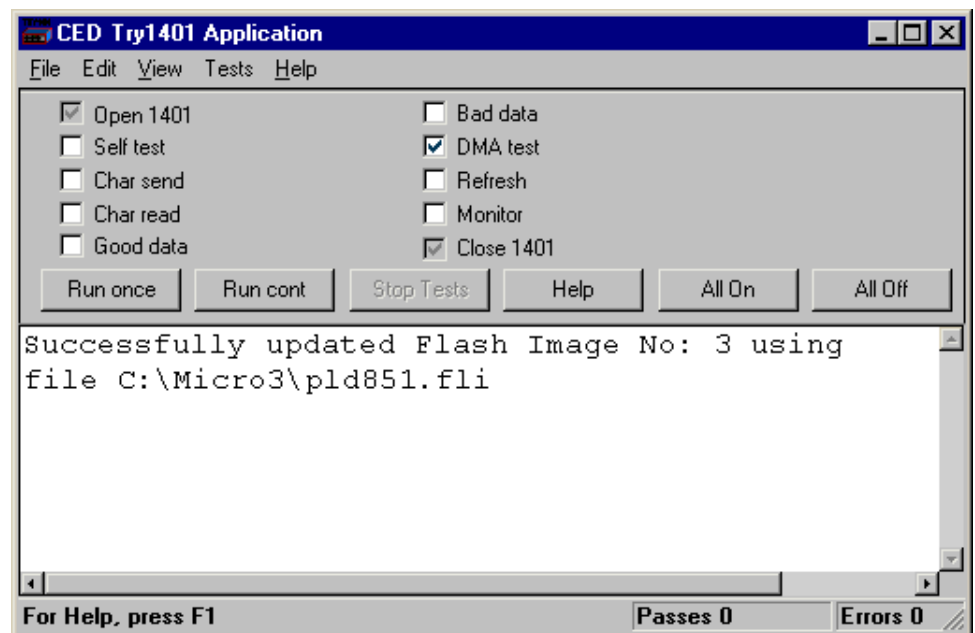 CED Try1401 Application
File Edit View Tests Help
Open 1401
Self test
Char send
Char read
Good data
Bad data
DMA test
Refresh
Monitor
Close 1401
Run once Run cont Stop Tests Help All On All Off
Successfully updated Flash Image No: 3 using
file C:\Micro3\pld851.fli
For Help, press F1 Passes 0 Errors 0